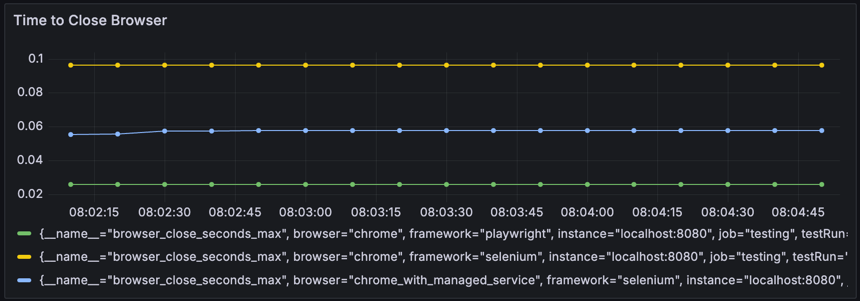 Time to Close Browser
0.1
0.08
0.06
0.04
0.02
08:02:15 08:02:30 08:02:45 08:03:00 08:03:15 08:03:30 08:03:45 08:04:00 08:04:15 08:04:30 08:04:45
{__name__="browser_close_seconds_max", browser="chrome", framework="playwright", instance="localhost:8080", job="testing", testRun=
{__name__="browser_close_seconds_max", browser="chrome", framework="selenium", instance="localhost:8080", job="testing", testRun="
{__name__="browser_close_seconds_max", browser="chrome_with_managed_service", framework="selenium", instance="localhost:8080",